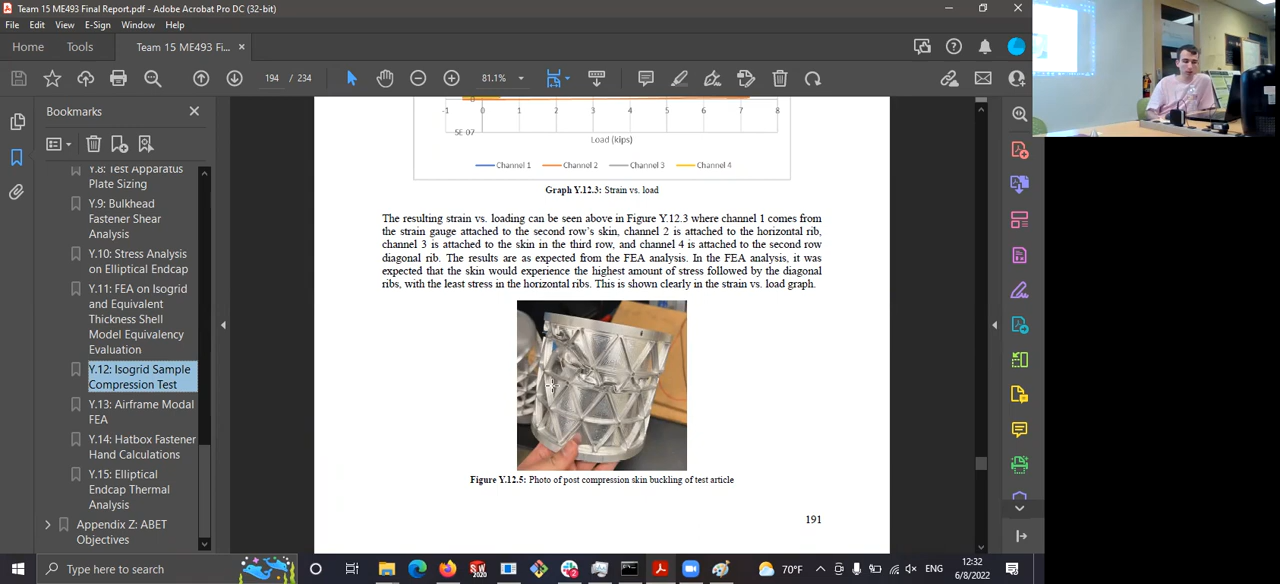 Team 15 ME493 Final Report.pdf - Adobe Acrobat Pro DC (32-bit)
File Edit View E-Sign Window Help
Home Tools Team 15 ME493 Fi...
194 / 234 81.1%
Bookmarks
Y.8: Test Apparatus
Plate Sizing
Y.9: Bulkhead
Fastener Shear
Analysis
Y.10: Stress Analysis
on Elliptical Endcap
Y.11: FEA on Isogrid
and Equivalent
Thickness Shell
Model Equivalency
Evaluation
Y.12: Isogrid Sample
Compression Test
Y.13: Airframe Modal
FEA
Y.14: Hatbox Fastener
Hand Calculations
Y.15: Elliptical
Endcap Thermal
Analysis
Appendix Z: ABET
Objectives
0
-1 0 1 2 3 4 5 6 7 8
5E-07
Load (kips)
Channel 1 Channel 2 Channel 3 Channel 4
Graph Y.12.3: Strain vs. load
The resulting strain vs. loading can be seen above in Figure Y.12.3 where channel 1 comes from
the strain gauge attached to the second row's skin, channel 2 is attached to the horizontal rib,
channel 3 is attached to the skin in the third row, and channel 4 is attached to the second row
diagonal rib. The results are as expected from the FEA analysis. In the FEA analysis, it was
expected that the skin would experience the highest amount of stress followed by the diagonal
ribs, with the least stress in the horizontal ribs. This is shown clearly in the strain vs. load graph.
Figure Y.12.5: Photo of post compression skin buckling of test article
191
Type here to search
SW
2020
70°F
ENG
12:32
6/8/2022